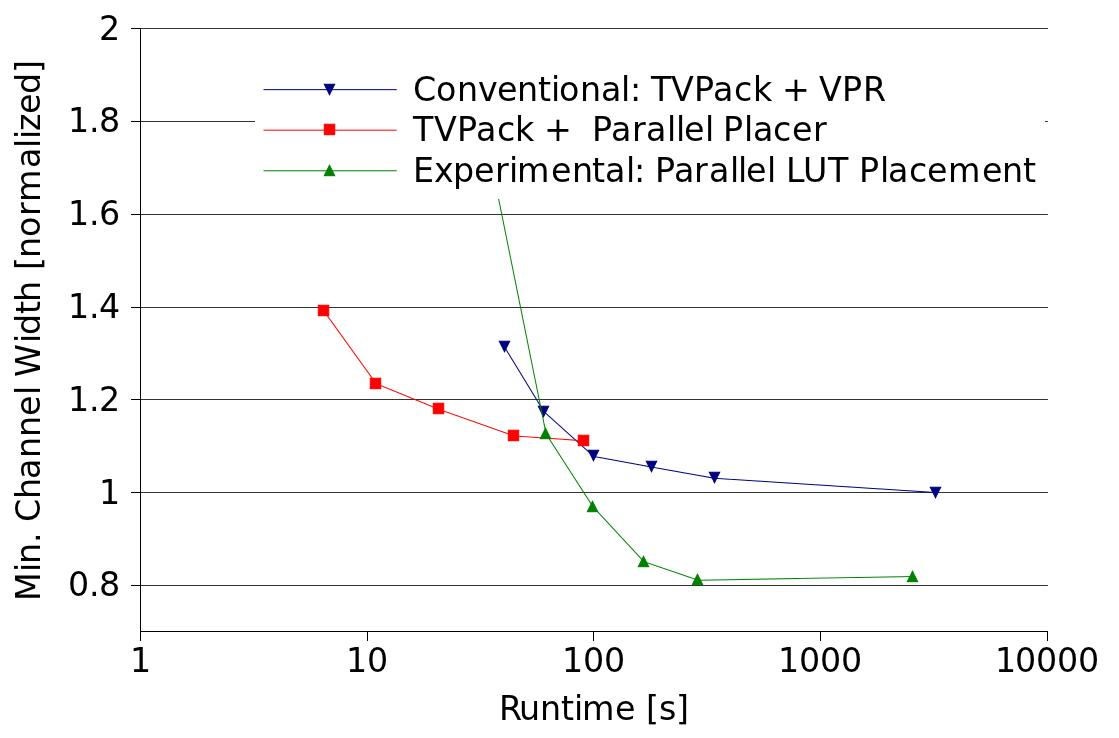 2
1.8
1.6
1.4
1.2
1
0.8
Min. Channel Width [normalized]
Conventional: TVPack + VPR
TVPack +  Parallel Placer
Experimental: Parallel LUT Placement
1 10 100 1000 10000
Runtime [s]